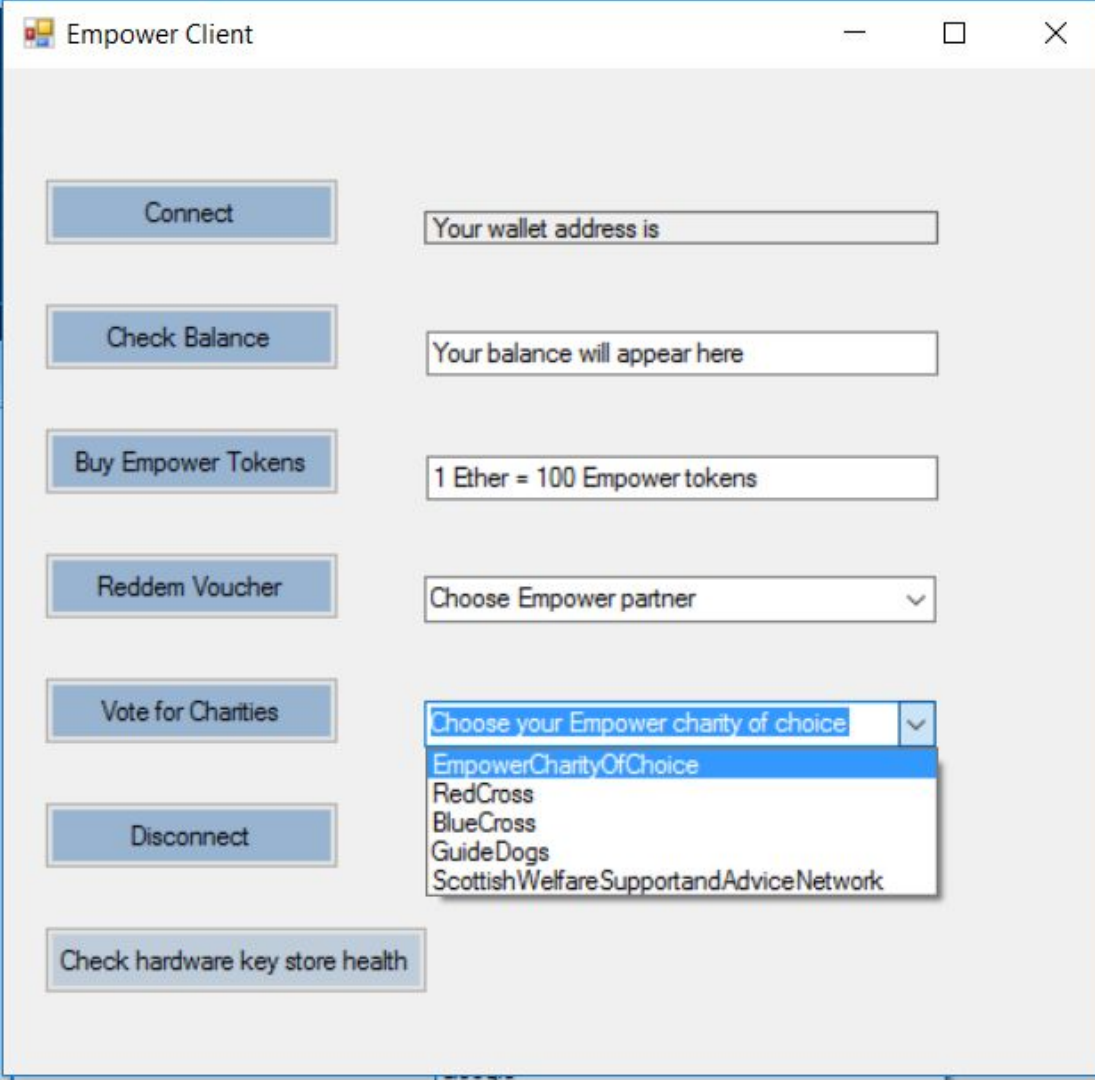 Empower Client
Connect
Your wallet address is
Check Balance
Your balance will appear here
Buy Empower Tokens
1 Ether = 100 Empower tokens
Reddem Voucher
Choose Empower partner
Vote for Charities
Choose your Empower charity of choice
EmpowerCharityOfChoice
RedCross
BlueCross
GuideDogs
ScottishWelfareSupportandAdviceNetwork
Disconnect
Check hardware key store health